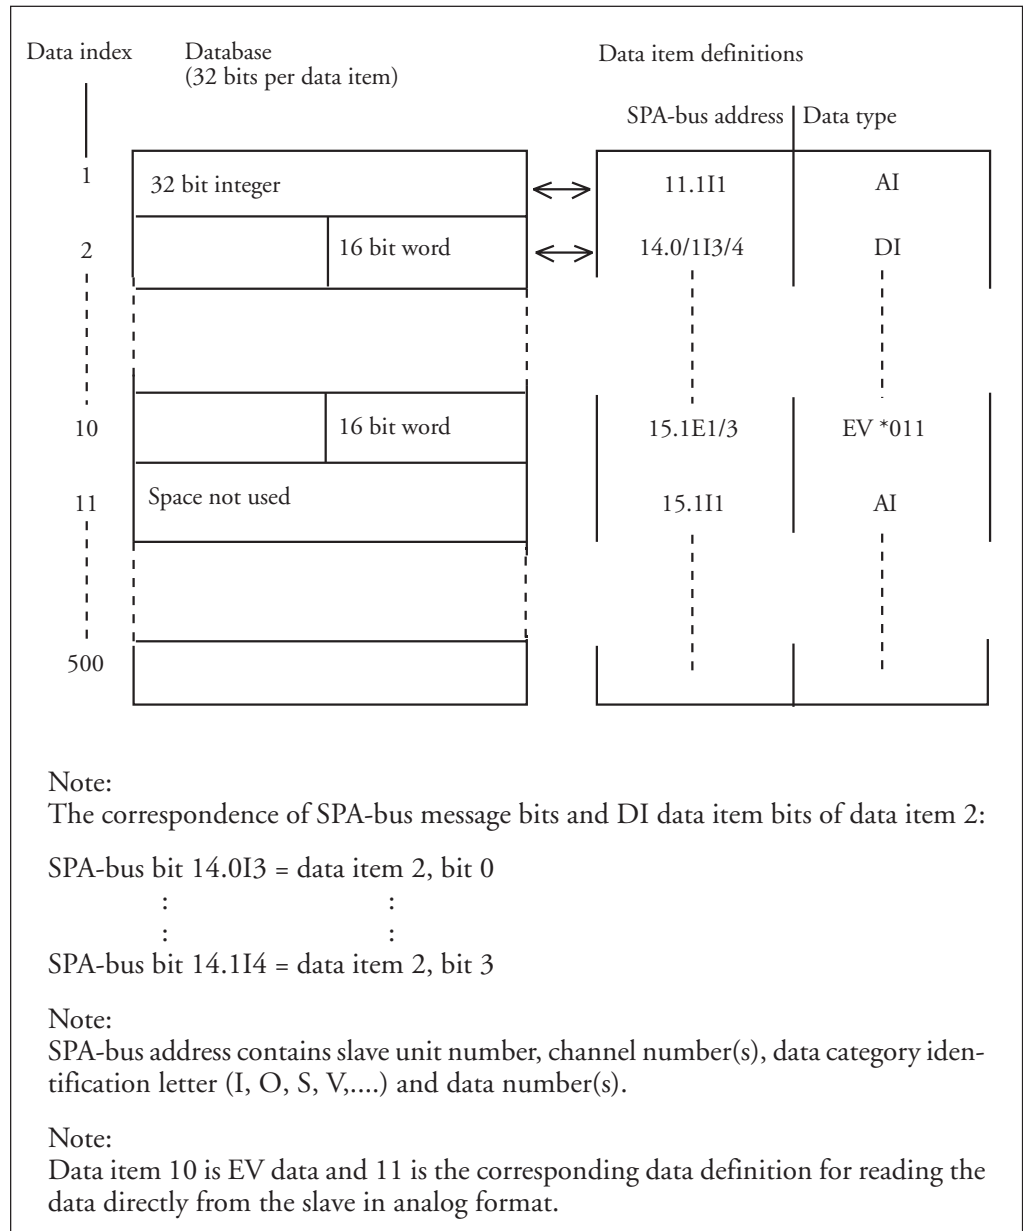 Data index Database Data item definitions
(32 bits per data item)
SPA-bus address Data type
1 32 bit integer 11.1I1 AI
2 16 bit word 14.0/1I3/4 DI
10 16 bit word 15.1E1/3 EV *011
11 Space not used 15.1I1 AI
500
Note:
The correspondence of SPA-bus message bits and DI data item bits of data item 2:
SPA-bus bit 14.0I3 = data item 2, bit 0
: :
: :
SPA-bus bit 14.1I4 = data item 2, bit 3
Note:
SPA-bus address contains slave unit number, channel number(s), data category iden-
tification letter (I, O, S, V,....) and data number(s).
Note:
Data item 10 is EV data and 11 is the corresponding data definition for reading the
data directly from the slave in analog format.